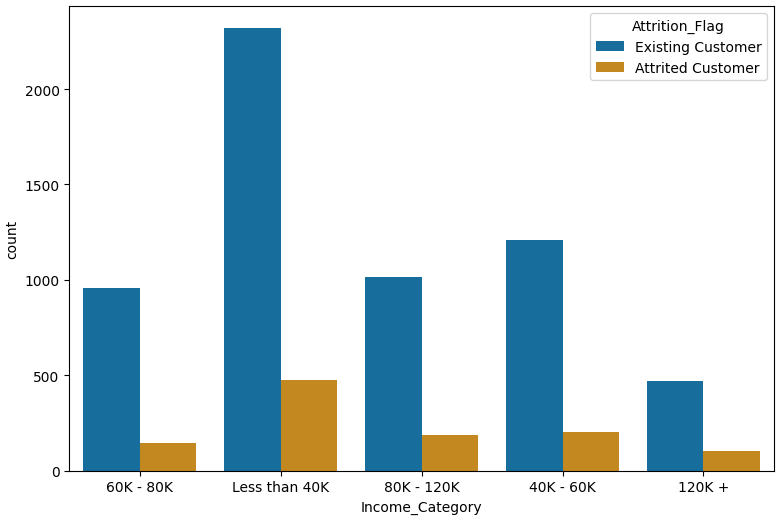 Attrition_Flag
Existing Customer
Attrited Customer
count
2000
1500
1000
500
0
60K - 80K
Less than 40K
80K - 120K
40K - 60K
120K +
Income_Category